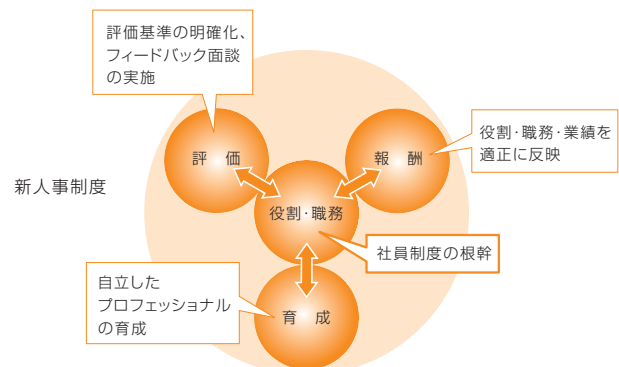 評価基準の明確化、
フィードバック面談
の実施
評 価
報 酬
役割・職務・業績を
適正に反映
新人事制度
役割・職務
社員制度の根幹
自立した
プロフェッショナル
の育成
育 成